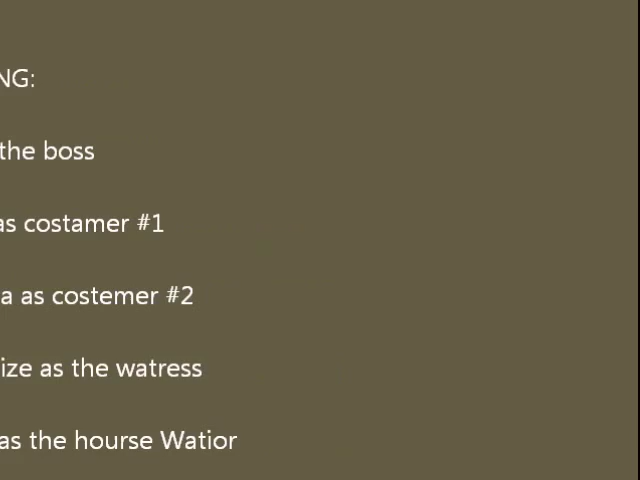 NG:
the boss
as costamer #1
a as costemer #2
ize as the watress
as the hourse Watior